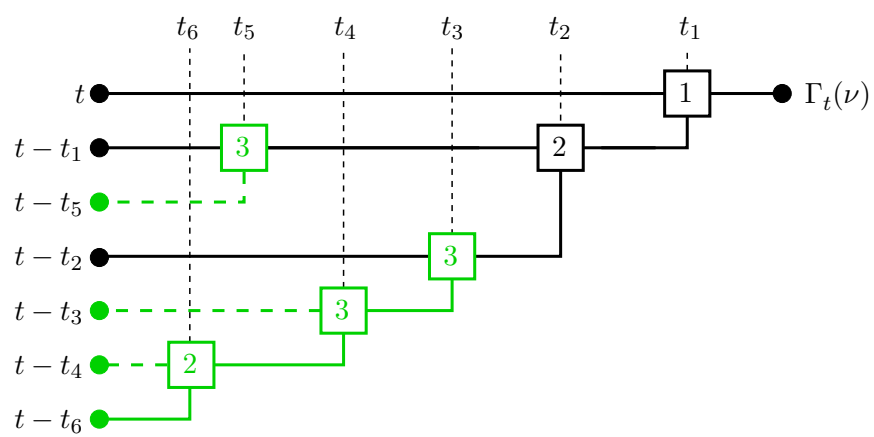 t₆ t₅ t₄ t₃ t₂ t₁
t 1 Γₜ(ν)
t − t₁ 3 2
t − t₅
t − t₂ 3
t − t₃ 3
t − t₄ 2
t − t₆